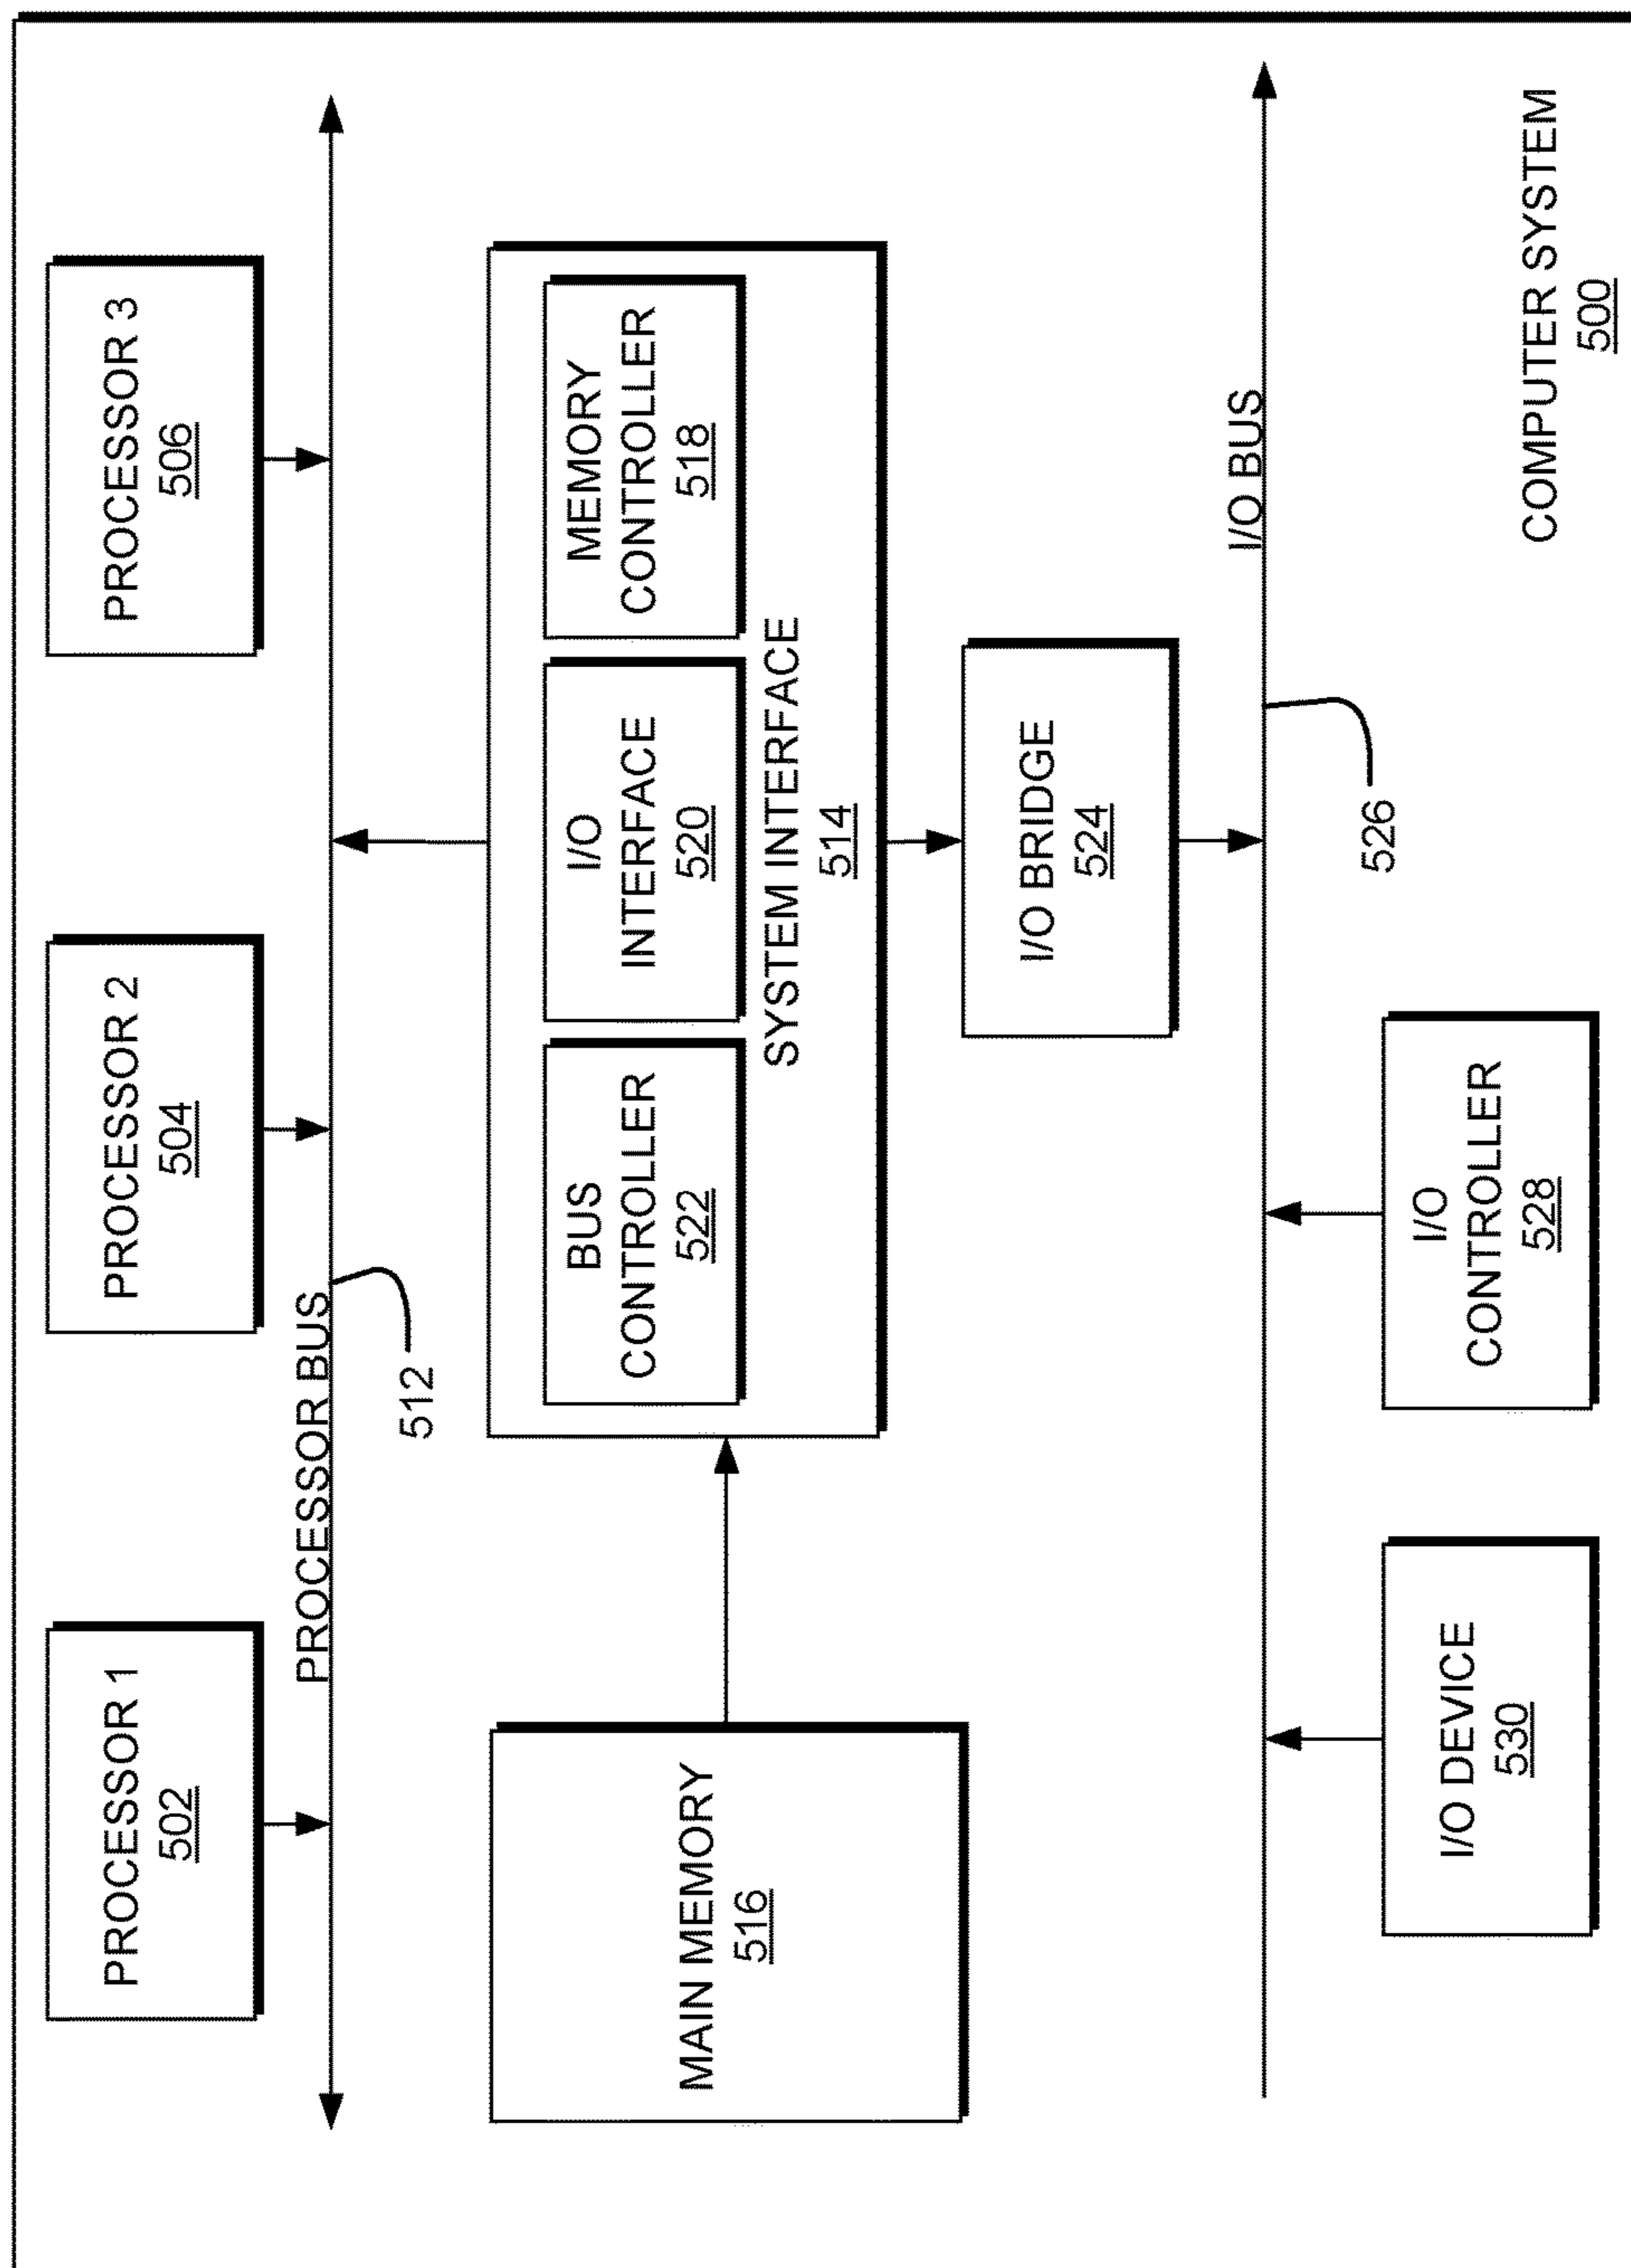 PROCESSOR 1
502
PROCESSOR 2
504
PROCESSOR 3
506
PROCESSOR BUS
512
MAIN MEMORY
516
BUS
CONTROLLER
522
I/O
INTERFACE
520
MEMORY
CONTROLLER
518
SYSTEM INTERFACE
514
I/O BRIDGE
524
I/O BUS
526
I/O DEVICE
530
I/O
CONTROLLER
528
COMPUTER SYSTEM
500